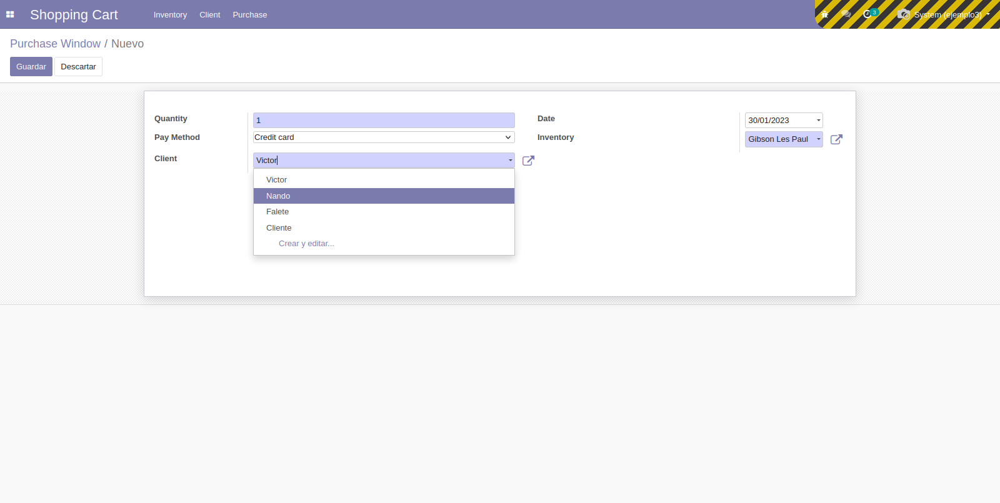 Shopping Cart Inventory Client Purchase 3 System (ejemplo3)
Purchase Window / Nuevo
Guardar Descartar
Quantity 1 Date 30/01/2023
Pay Method Credit card Inventory Gibson Les Paul
Client Victor
Victor
Nando
Falete
Cliente
Crear y editar...